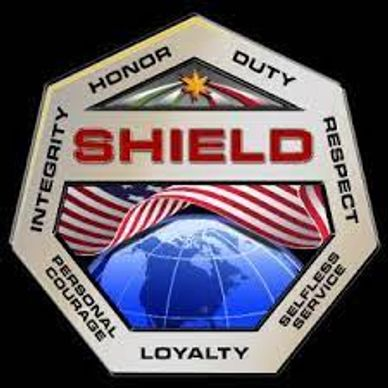 HONOR
DUTY
INTEGRITY
SHIELD
RESPECT
PERSONAL
COURAGE
SELFLESS
SERVICE
LOYALTY